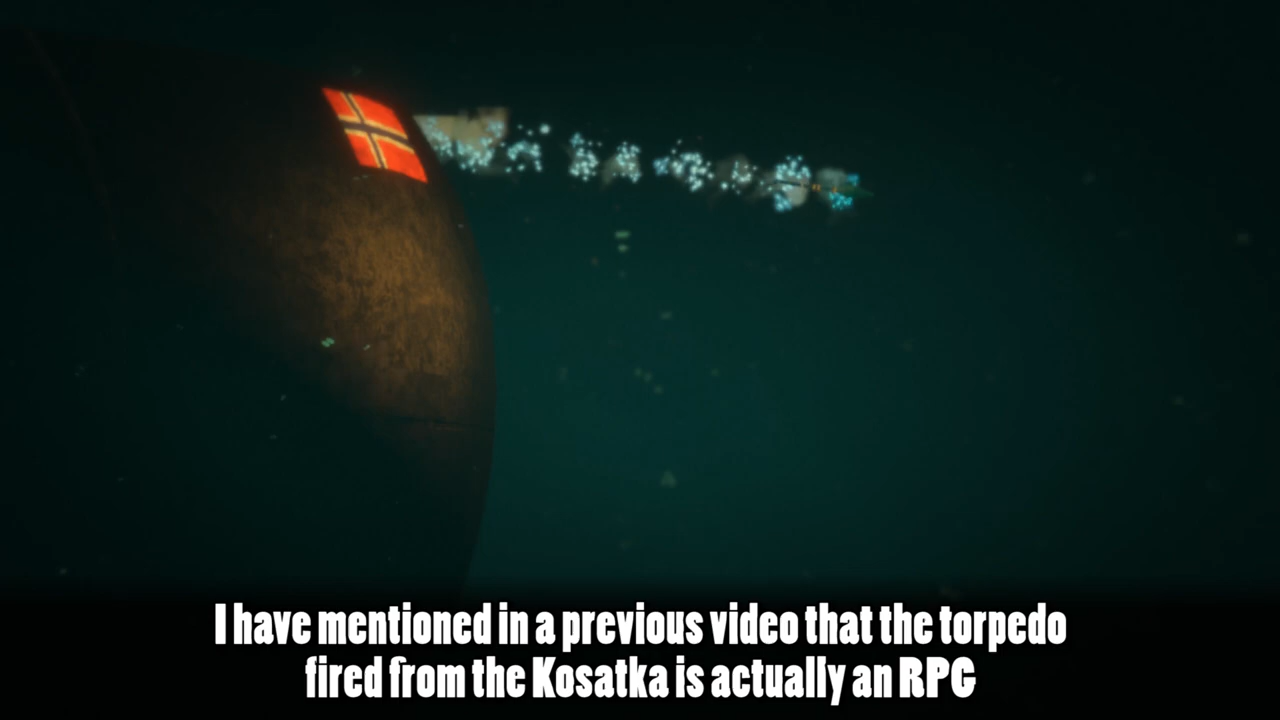 I have mentioned in a previous video that the torpedo
fired from the Kosatka is actually an RPG